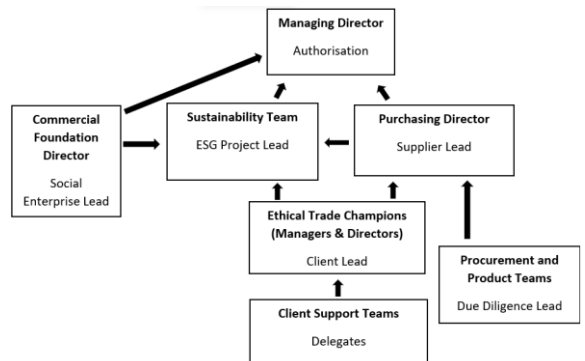 Managing Director
Authorisation
Commercial
Foundation
Director
Social
Enterprise Lead
Sustainability Team
ESG Project Lead
Purchasing Director
Supplier Lead
Ethical Trade Champions
(Managers & Directors)
Client Lead
Procurement and
Product Teams
Due Diligence Lead
Client Support Teams
Delegates